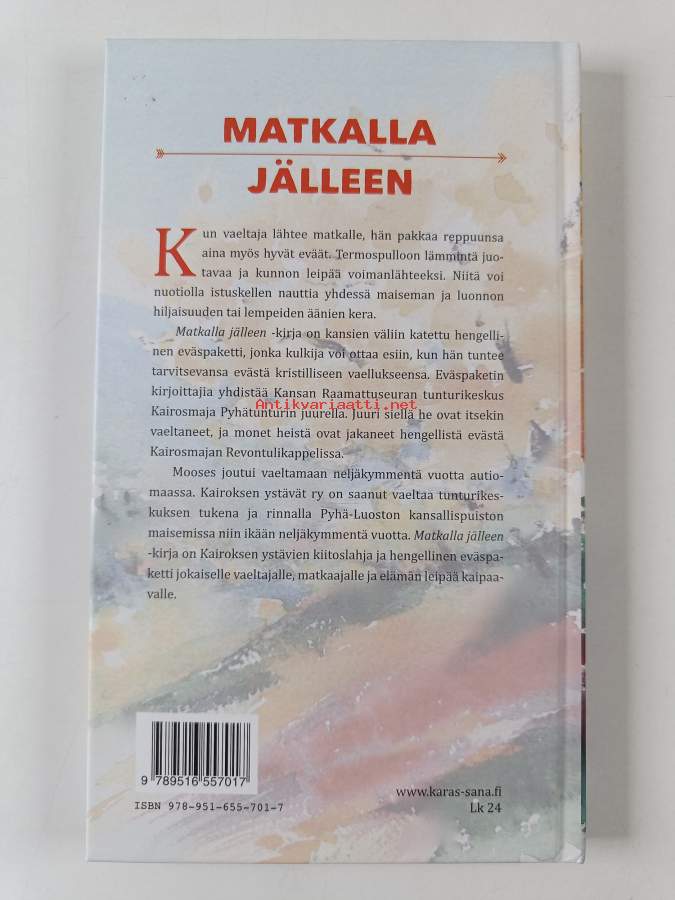 MATKALLA
JÄLLEEN
Kun vaeltaja lähtee matkalle, hän pakkaa reppuunsa
aina myös hyvät eväät. Termospulloon lämmintä juo-
tavaa ja kunnon leipää voimanlähteeksi. Niitä voi
nuotiolla istuskellen nauttia yhdessä maiseman ja luonnon
hiljaisuuden tai lempeiden äänien kera.
Matkalla jälleen -kirja on kansien väliin katettu hengelli-
nen eväspaketti, jonka kulkija voi ottaa esiin, kun hän tuntee
tarvitsevansa evästä kristilliseen vaellukseensa. Eväspaketin
kirjoittajia yhdistää Kansan Raamattuseuran tunturikeskus
Antikvariaatti.net
Kairosmaja Pyhätunturin juurella. Juuri siellä he ovat itsekin
vaeltaneet, ja monet heistä ovat jakaneet hengellistä evästä
Kairosmajan Revontulikappelissa.
Mooses joutui vaeltamaan neljäkymmentä vuotta autio-
maassa. Kairoksen ystävät ry on saanut vaeltaa tunturikes-
kuksen tukena ja rinnalla Pyhä-Luoston kansallispuiston
maisemissa niin ikään neljäkymmentä vuotta. Matkalla jälleen
-kirja on Kairoksen ystävien kiitoslahja ja hengellinen eväspa-
ketti jokaiselle vaeltajalle, matkaajalle ja elämän leipää kaipaa-
valle.
9 789516 557017
ISBN 978-951-655-701-7
www.karas-sana.fi
Lk 24